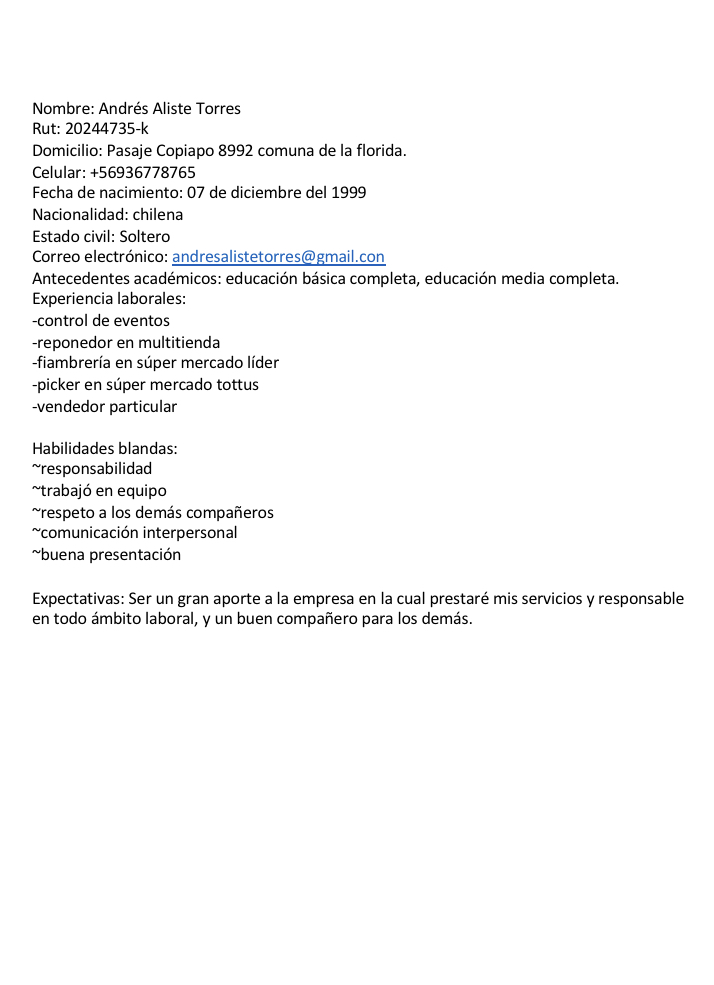 Nombre: Andrés Aliste Torres
Rut: 20244735-k
Domicilio: Pasaje Copiapo 8992 comuna de la florida.
Celular: +56936778765
Fecha de nacimiento: 07 de diciembre del 1999
Nacionalidad: chilena
Estado civil: Soltero
Correo electrónico: andresalistetorres@gmail.con
Antecedentes académicos: educación básica completa, educación media completa.
Experiencia laborales:
-control de eventos
-reponedor en multitienda
-fiambrería en súper mercado líder
-picker en súper mercado tottus
-vendedor particular
Habilidades blandas:
~responsabilidad
~trabajó en equipo
~respeto a los demás compañeros
~comunicación interpersonal
~buena presentación
Expectativas: Ser un gran aporte a la empresa en la cual prestaré mis servicios y responsable
en todo ámbito laboral, y un buen compañero para los demás.